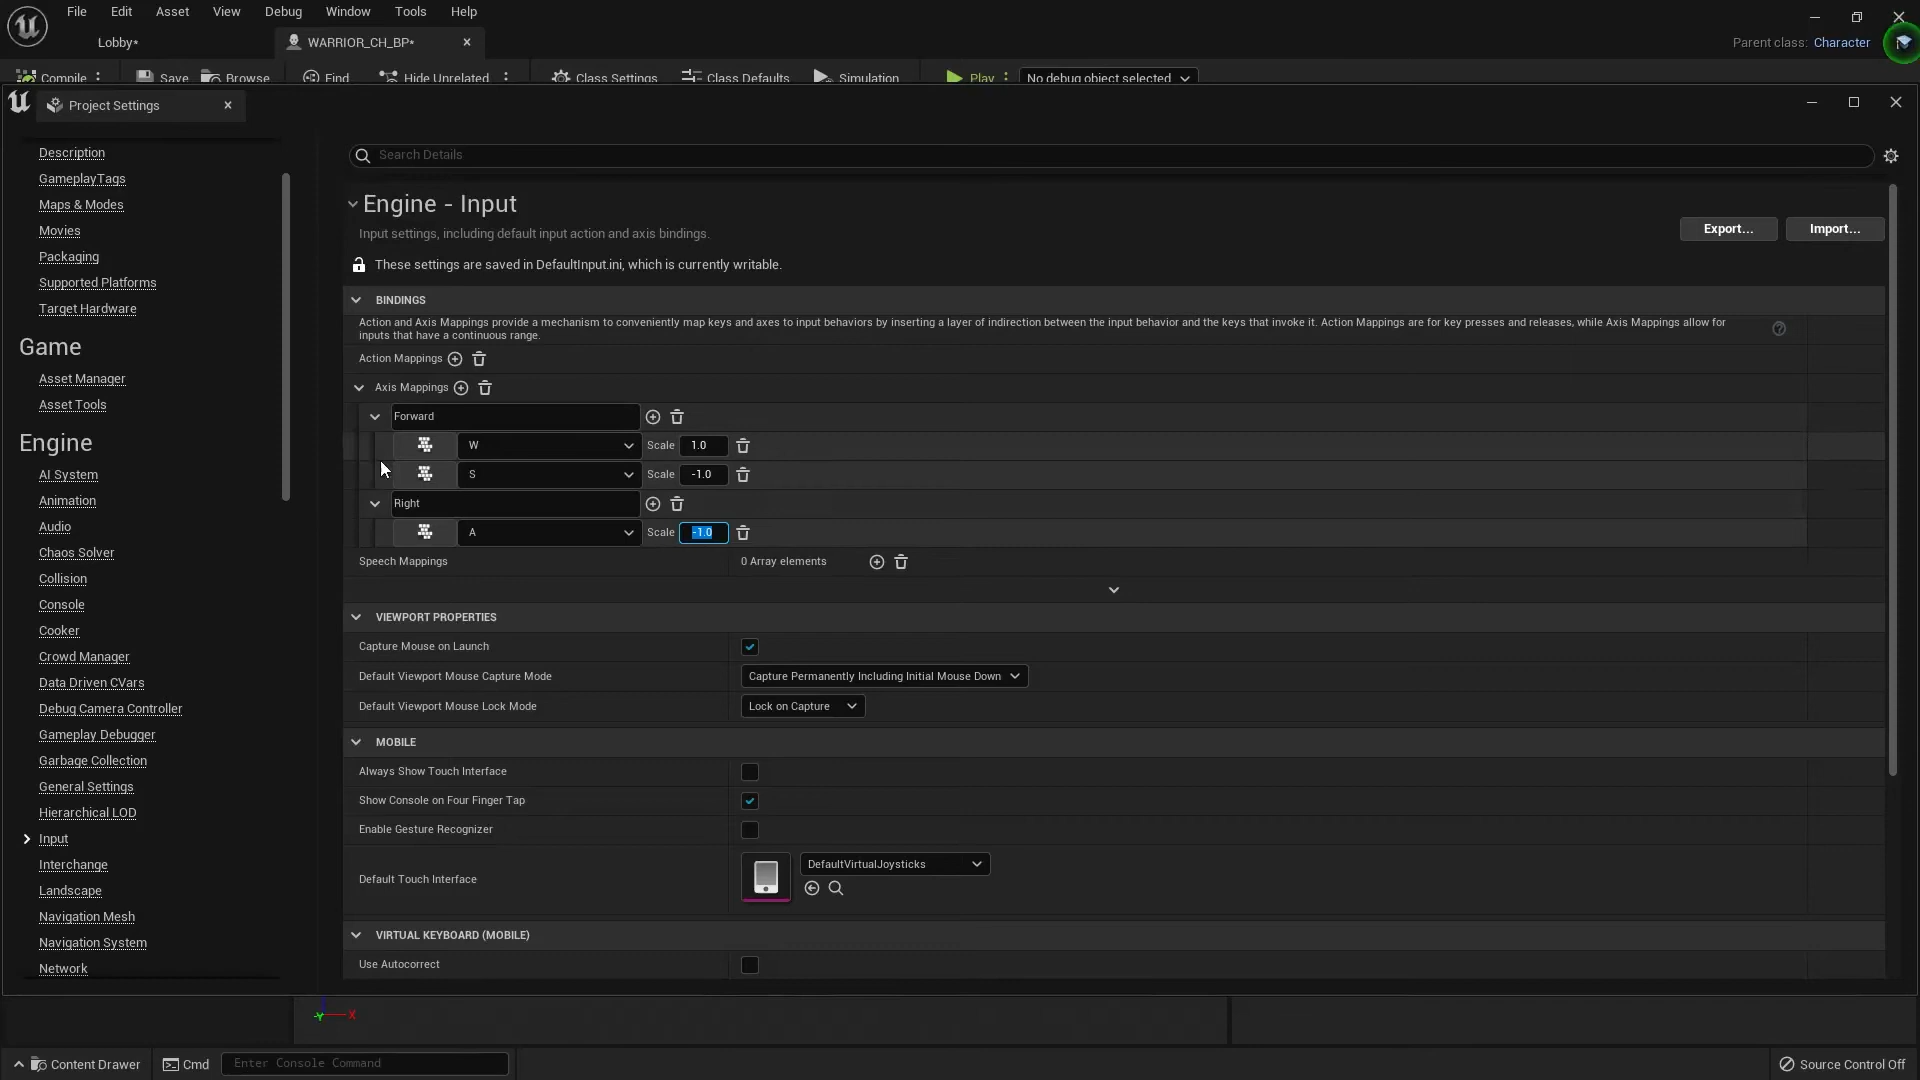 File Edit Asset View Debug Window Tools Help
Lobby* WARRIOR_CH_BP* Parent class: Character
Compile Save Browse Find Hide Unrelated Class Settings Class Defaults Simulation Play No debug object selected
Project Settings
Search Details
Description
GameplayTags
Maps & Modes
Movies
Packaging
Supported Platforms
Target Hardware
Game
Asset Manager
Asset Tools
Engine
AI System
Animation
Audio
Chaos Solver
Collision
Console
Cooker
Crowd Manager
Data Driven CVars
Debug Camera Controller
Gameplay Debugger
Garbage Collection
General Settings
Hierarchical LOD
Input
Interchange
Landscape
Navigation Mesh
Navigation System
Network
Engine - Input
Input settings, including default input action and axis bindings.
Export... Import...
These settings are saved in DefaultInput.ini, which is currently writable.
BINDINGS
Action and Axis Mappings provide a mechanism to conveniently map keys and axes to input behaviors by inserting a layer of indirection between the input behavior and the keys that invoke it. Action Mappings are for key presses and releases, while Axis Mappings allow for
inputs that have a continuous range.
Action Mappings
Axis Mappings
Forward
W Scale 1.0
S Scale -1.0
Right
A Scale -1.0
Speech Mappings 0 Array elements
VIEWPORT PROPERTIES
Capture Mouse on Launch
Default Viewport Mouse Capture Mode Capture Permanently Including Initial Mouse Down
Default Viewport Mouse Lock Mode Lock on Capture
MOBILE
Always Show Touch Interface
Show Console on Four Finger Tap
Enable Gesture Recognizer
Default Touch Interface DefaultVirtualJoysticks
VIRTUAL KEYBOARD (MOBILE)
Use Autocorrect
Y X
Content Drawer Cmd Enter Console Command Source Control Off